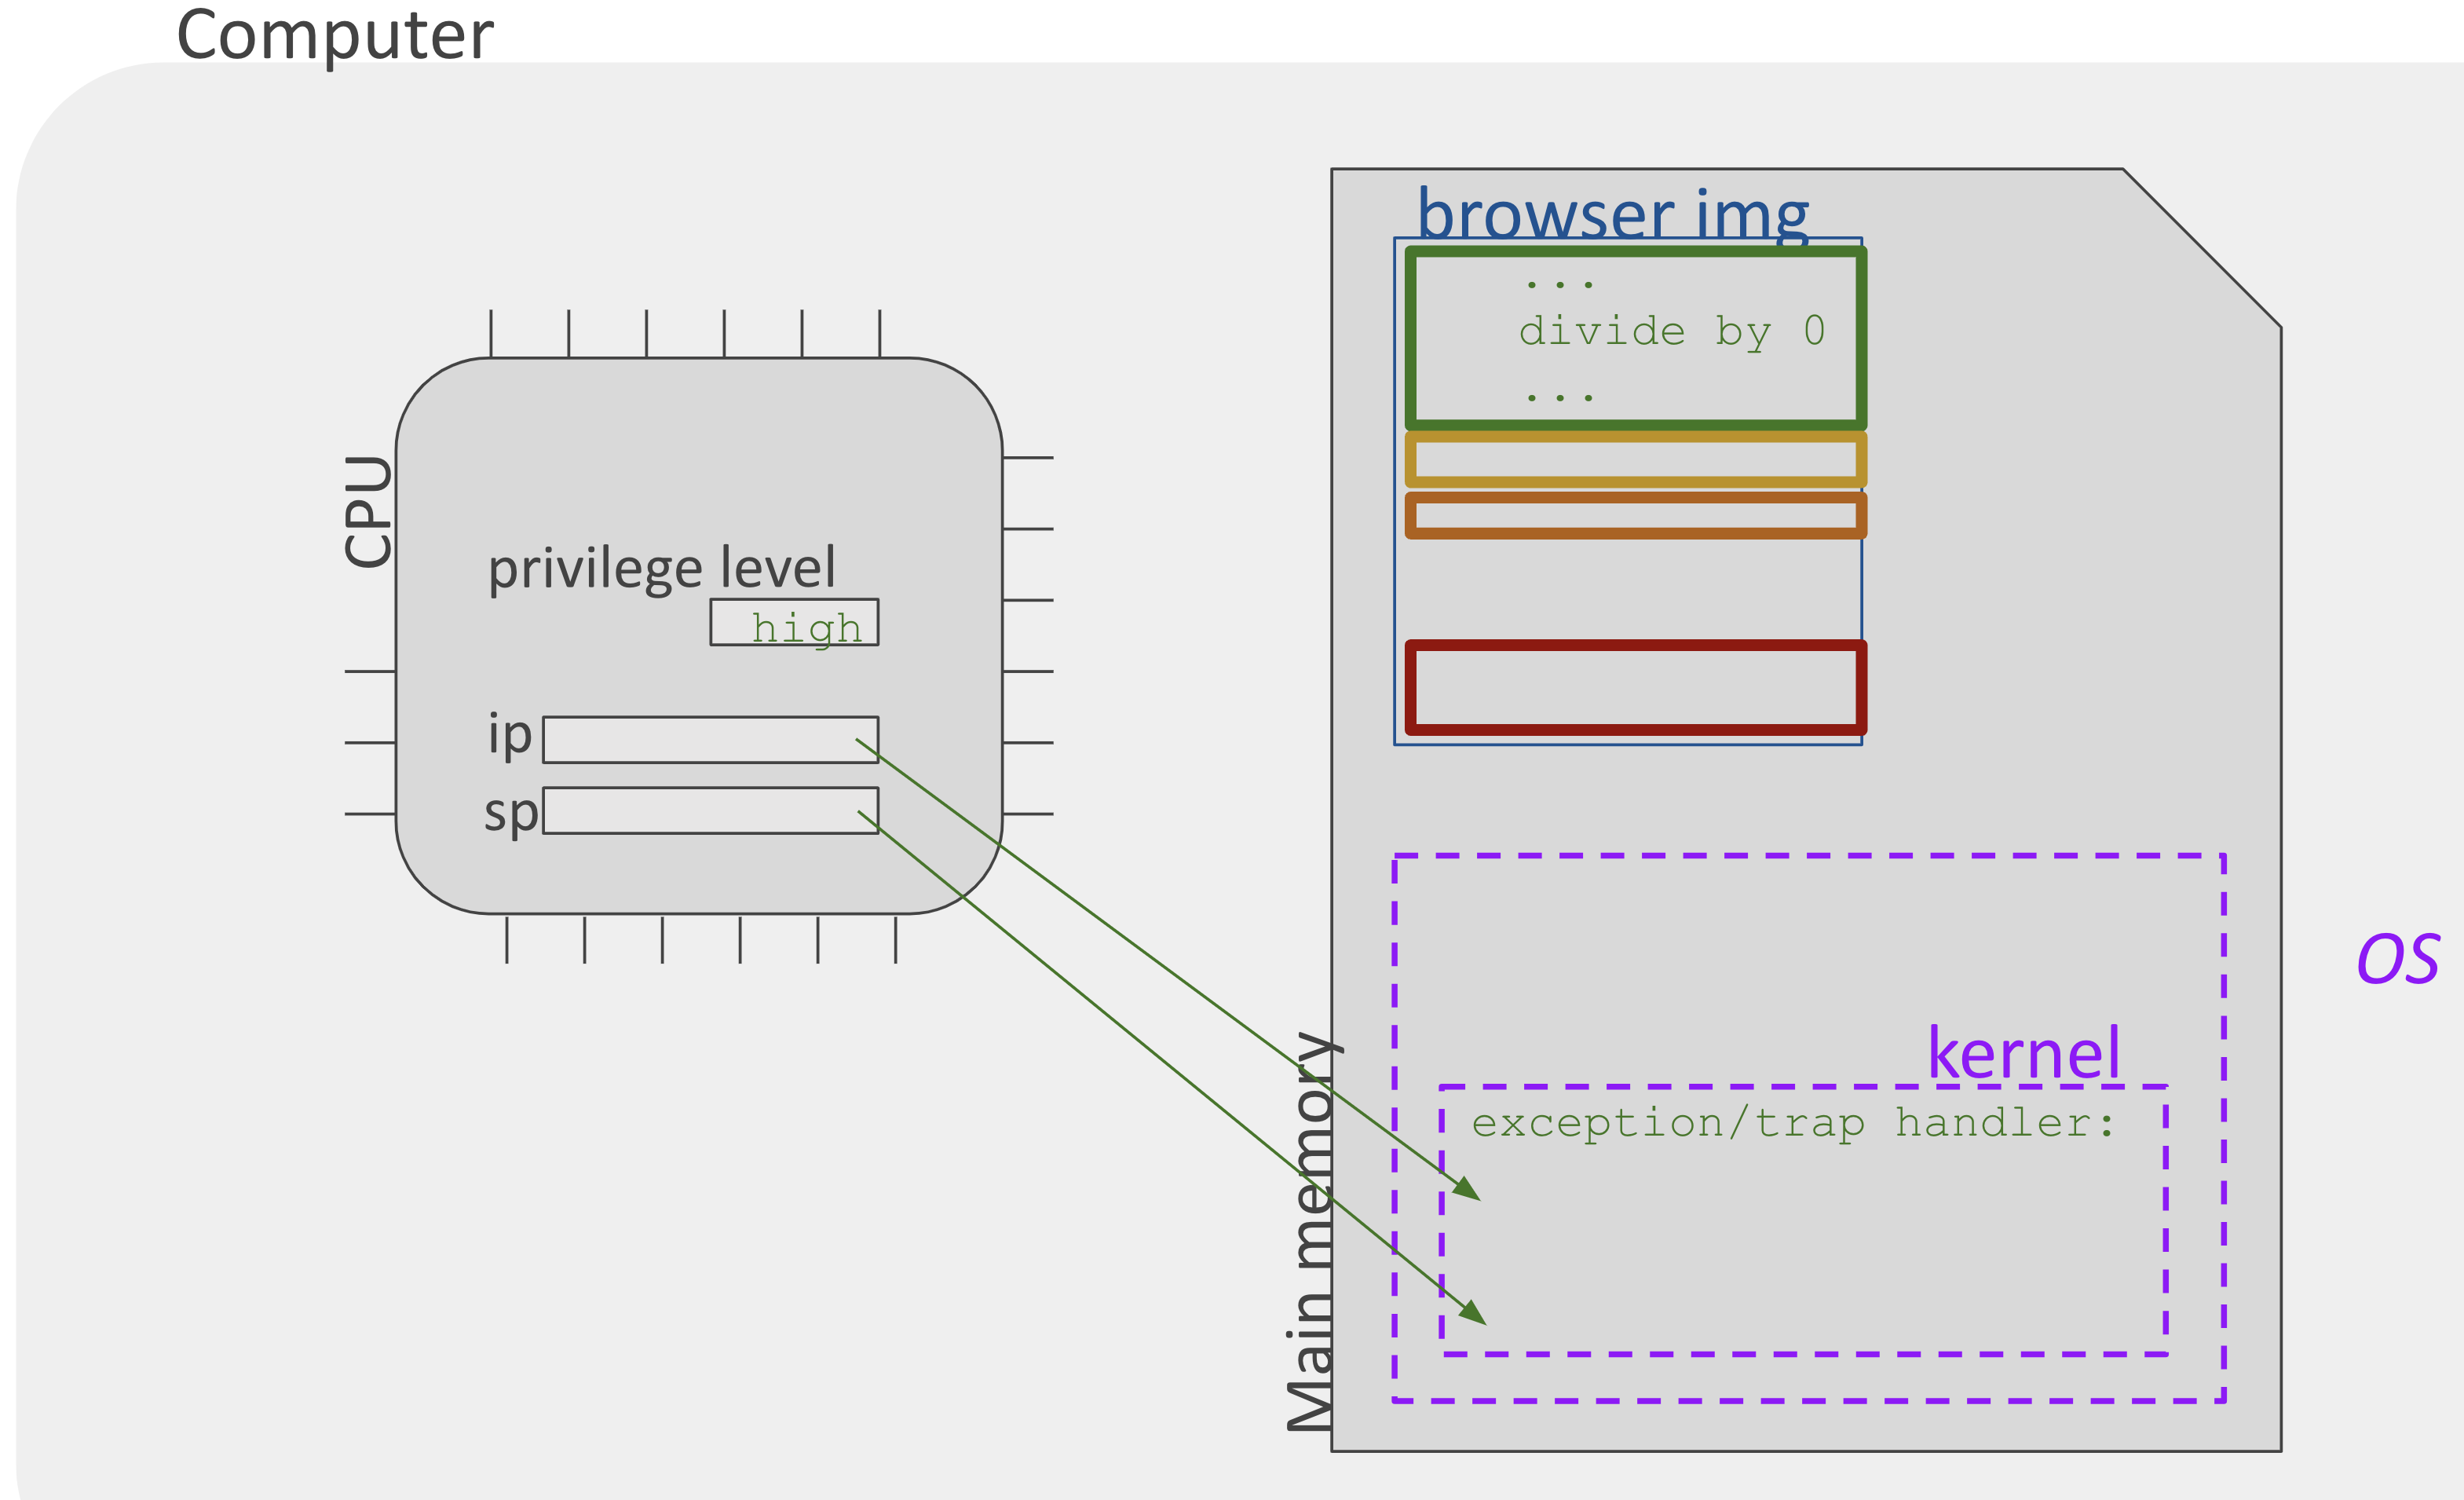 Computer
CPU
privilege level
high
ip
sp
Main memory
browser img
...
divide by 0
...
OS
kernel
exception/trap handler: